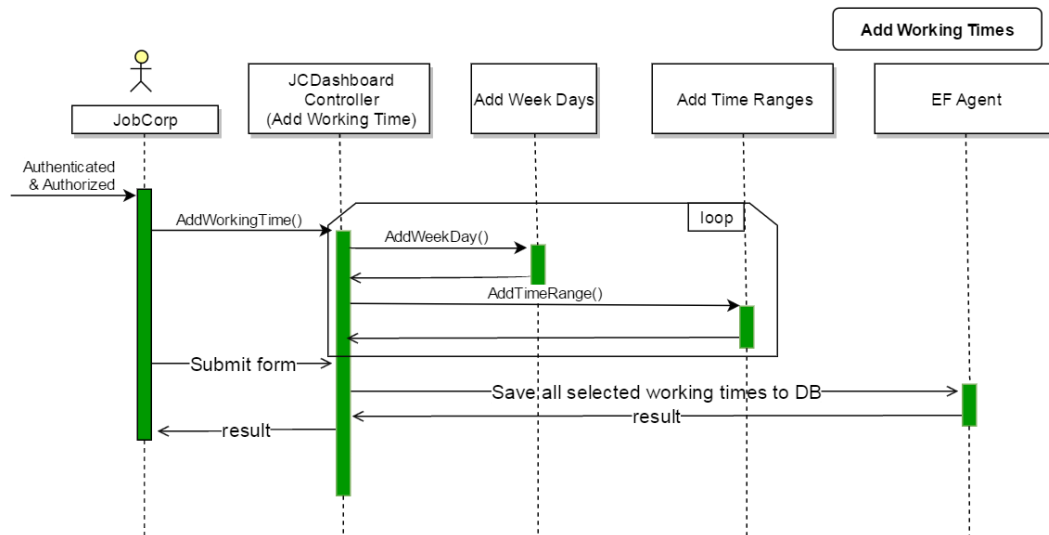 Add Working Times
JobCorp
JCDashboard
Controller
(Add Working Time)
Add Week Days
Add Time Ranges
EF Agent
Authenticated
& Authorized
AddWorkingTime()
loop
AddWeekDay()
AddTimeRange()
Submit form
Save all selected working times to DB
result
result